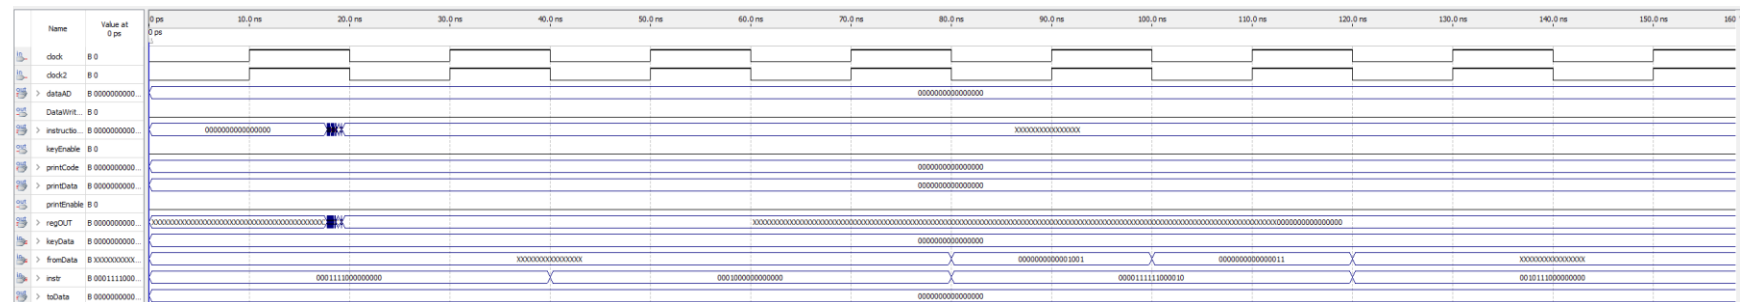 Name Value at 0 ps 0 ps 10.0 ns 20.0 ns 30.0 ns 40.0 ns 50.0 ns 60.0 ns 70.0 ns 80.0 ns 90.0 ns 100.0 ns 110.0 ns 120.0 ns 130.0 ns 140.0 ns 150.0 ns 160
0 ps
clock B 0
clock2 B 0
dataAD B 0000000000... 0000000000000000
DataWrit... B 0
instructio... B 0000000000... 0000000000000000 XXXXXXXXXXXXXXXX
keyEnable B 0
printCode B 0000000000... 0000000000000000
printData B 0000000000... 0000000000000000
printEnable B 0
regOUT B 0000000000...
keyData B 0000000000... 0000000000000000
fromData B XXXXXXXXXX... XXXXXXXXXXXXXXXX 0000000000001001 0000000000000011 XXXXXXXXXXXXXXXX
instr B 0001111000... 0001111000000000 0001000000000000 0000111111000010 0010111000000000
toData B 0000000000... 0000000000000000